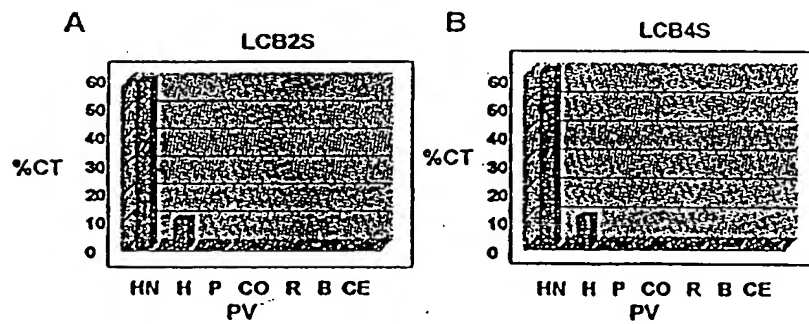 A
LCB2S
60
50
40
30
20
10
0
%CT
HN H P CO R B CE
PV
B
LCB4S
60
50
40
30
20
10
0
%CT
HN H P CO R B CE
PV